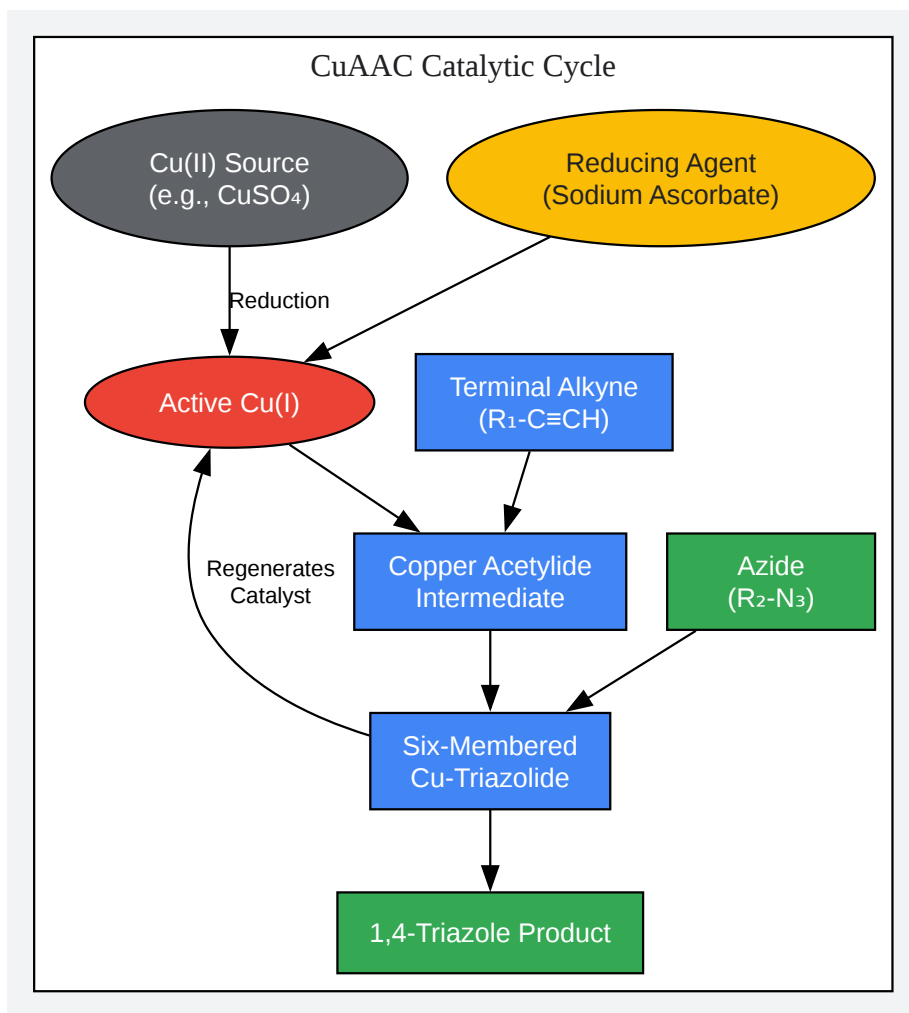 CuAAC Catalytic Cycle
Cu(II) Source
(e.g., CuSO₄)
Reducing Agent
(Sodium Ascorbate)
Reduction
Active Cu(I)
Terminal Alkyne
(R₁-C≡CH)
Regenerates
Catalyst
Copper Acetylide
Intermediate
Azide
(R₂-N₃)
Six-Membered
Cu-Triazolide
1,4-Triazole Product